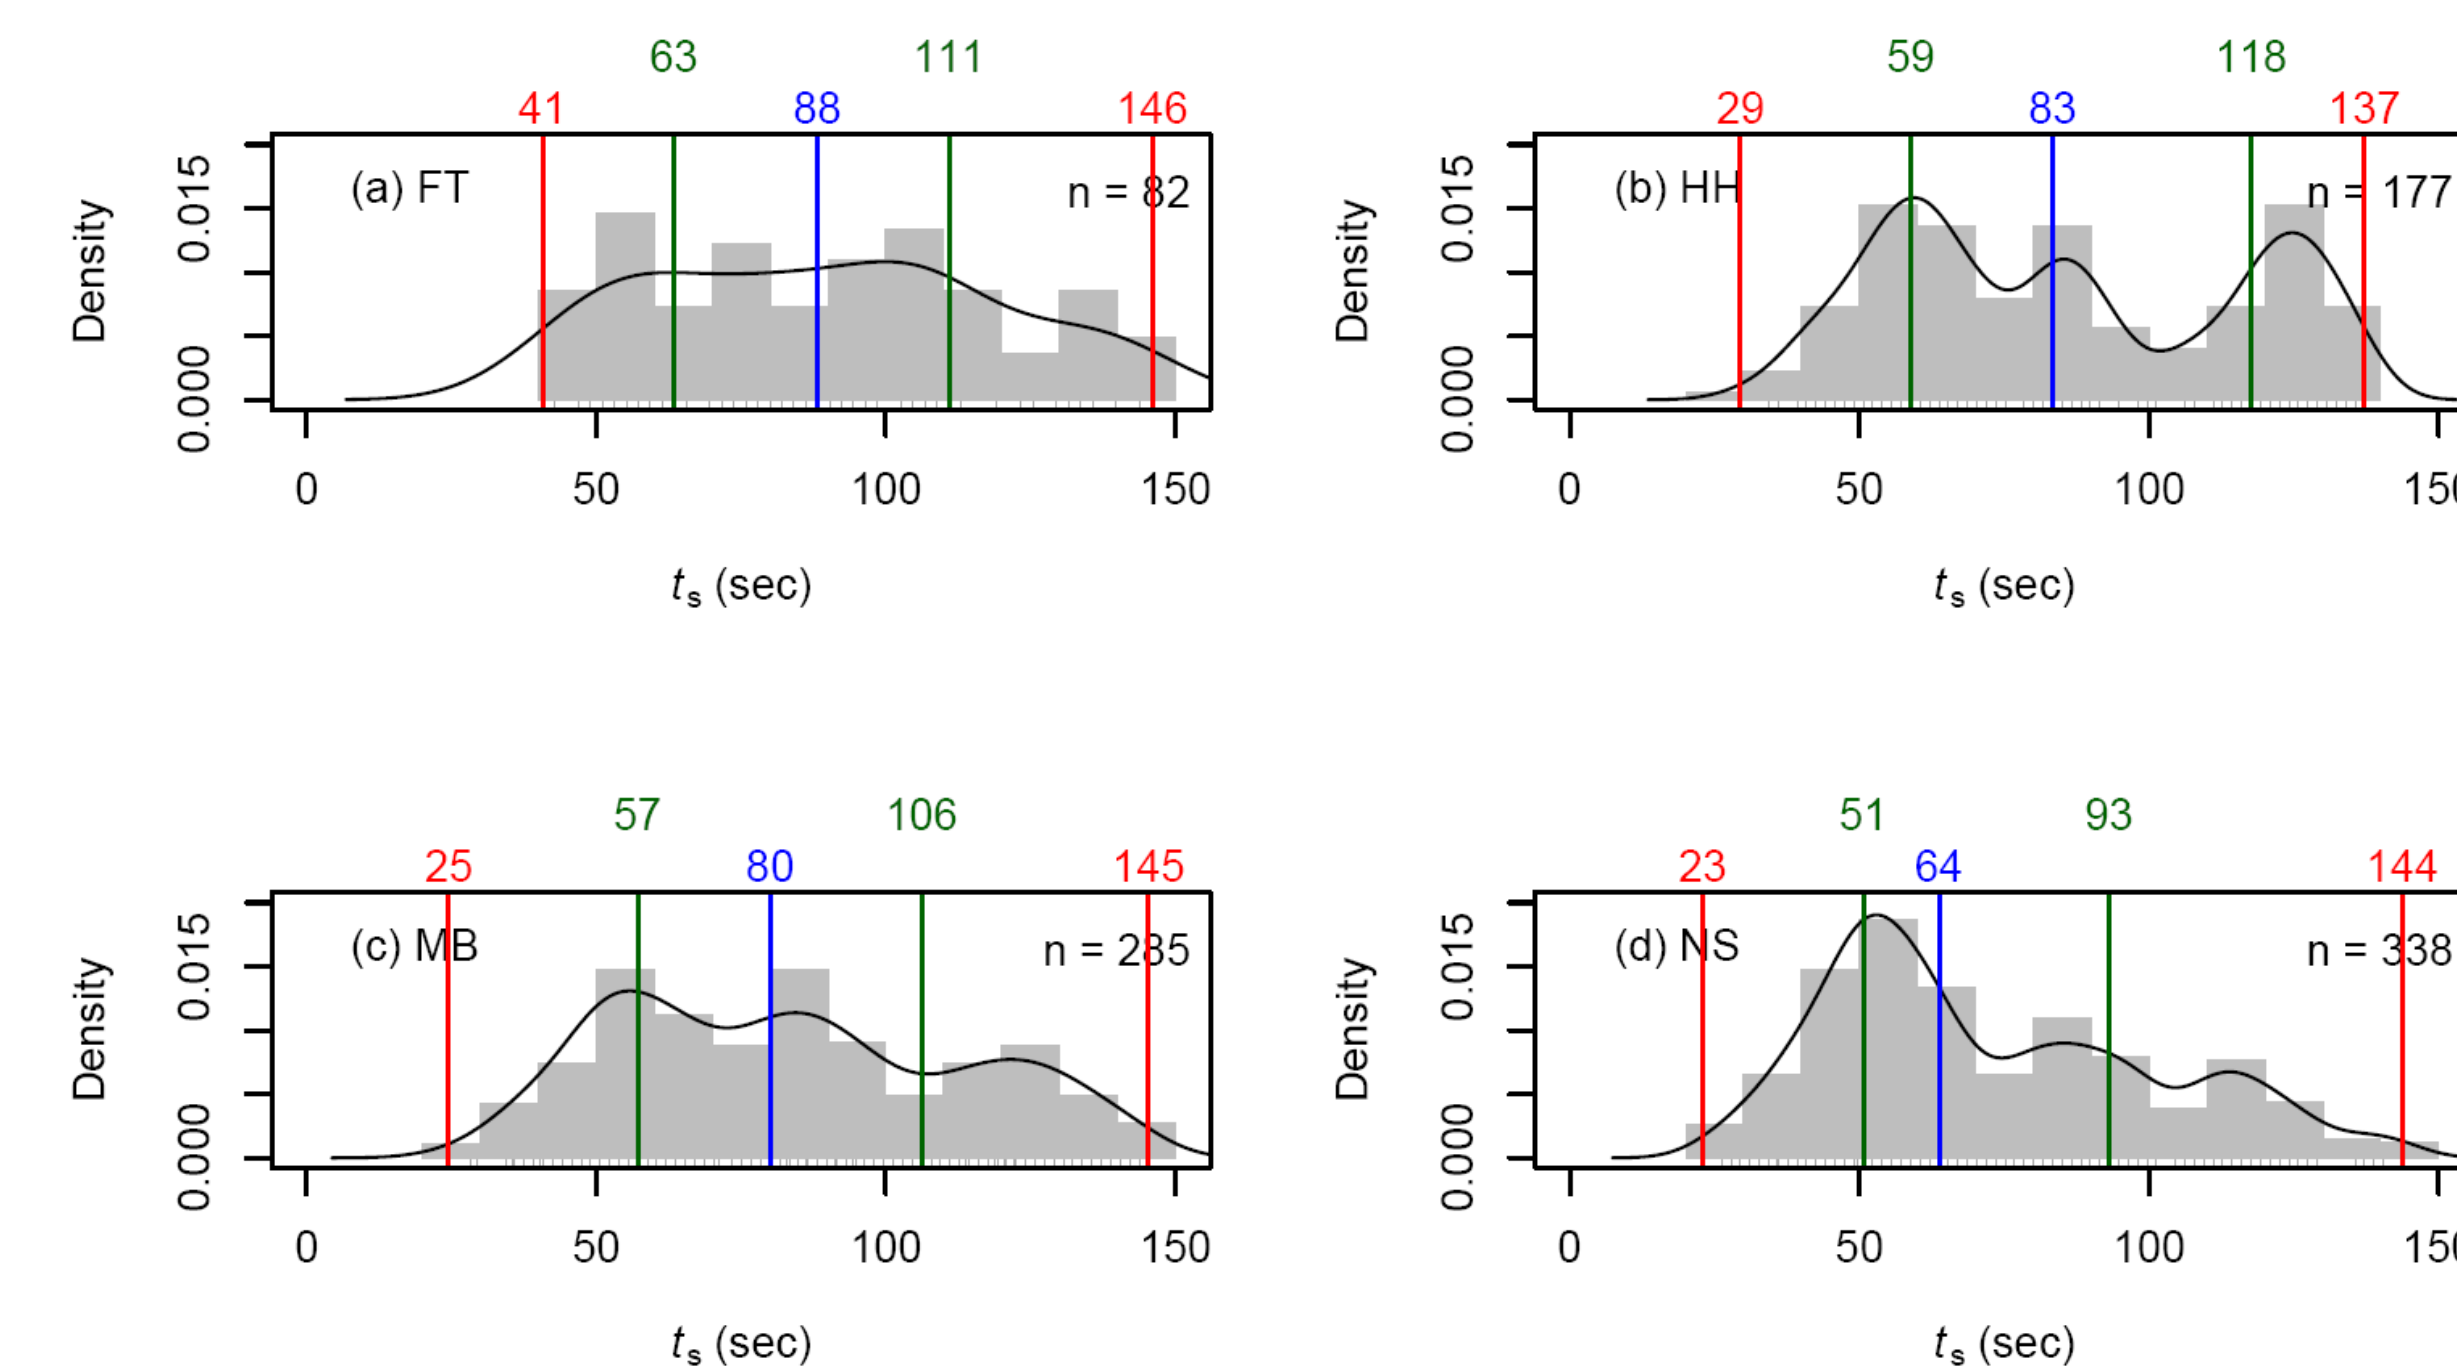 63 111 59 118
41 88 146 29 83 137
(a) FT n = 82 (b) HH n = 177
Density 0.000 0.015 Density 0.000 0.015
0 50 100 150 0 50 100
ts (sec) ts (sec)
57 106 51 93
25 80 145 23 64 144
(c) MB n = 285 (d) NS n = 338
Density 0.000 0.015 Density 0.000 0.015
0 50 100 150 0 50 100
ts (sec) ts (sec)